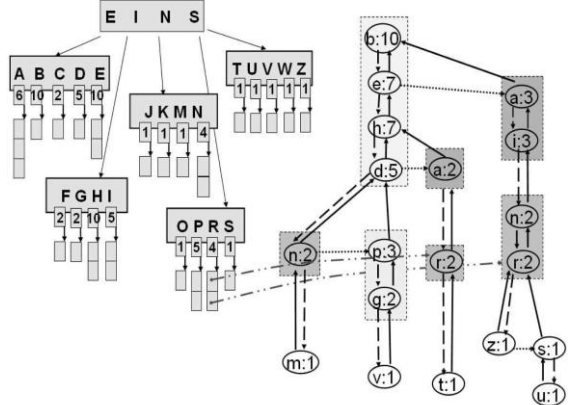 E I N S
A B C D E
6 10 2 5 10
T U V W Z
1 1 1 1 1
J K M N
1 1 1 4
F G H I
2 2 10 5
O P R S
1 5 4 1
b:10
e:7
a:3
h:7
i:3
d:5
a:2
n:2
n:2
p:3
r:2
r:2
g:2
z:1
s:1
m:1
v:1
t:1
u:1